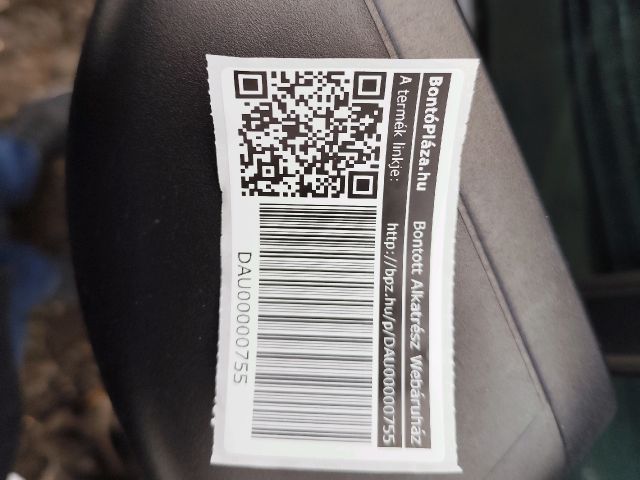 BontóPláza.hu Bontott Alkatrész Webáruház
A termék linkje: http://bpz.hu/p/DAU00000755
DAU00000755